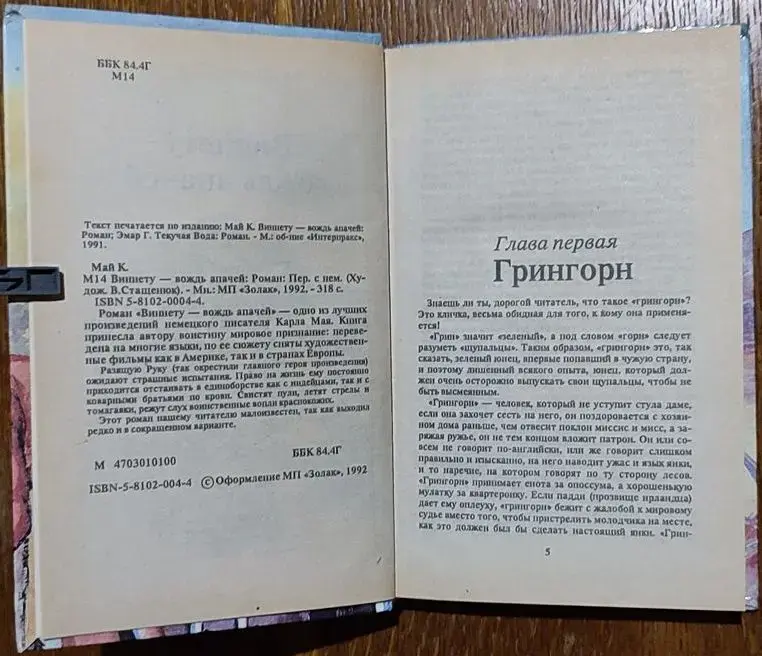 ББК 84.4Г
М14
Текст печатается по изданию: Май К. Виннету — вождь апачей:
Роман; Эмар Г. Текучая Вода: Роман. - М.: об-ние «Интерпракс»,
1991.
Май К.
М14 Виннету — вождь апачей: Роман: Пер. с нем. (Ху-
дож. В.Стащенюк). - Мн.: МП «Золак», 1992. - 318 с.
ISBN 5-8102-0004-4.
Роман «Виннету — вождь апачей» — одно из лучших
произведений немецкого писателя Карла Мая. Книга
принесла автору воистину мировое признание: переве-
дена на многие языки, по ее сюжету сняты художествен-
ные фильмы как в Америке, так и в странах Европы.
Разящую Руку (так окрестили главного героя произведения)
ожидают страшные испытания. Право на жизнь ему постоянно
приходится отстаивать в единоборстве как с индейцами, так и с
коварными братьями по крови. Свистят пули, летят стрелы и
томагавки, режут слух воинственные вопли краснокожих.
Этот роман нашему читателю малоизвестен, так как выходил
редко и в сокращенном варианте.
М 4703010100
ББК 84.4Г
ISBN-5-8102-004-4
© Оформление МП «Золак», 1992
Глава первая
Грингорн
Знаешь ли ты, дорогой читатель, что такое «грингорн»?
Это кличка, весьма обидная для того, к кому она применя-
ется!
«Грин» значит «зеленый», а под словом «горн» следует
разуметь «щупальцы». Таким образом, «грингорн» это, так
сказать, зеленый юнец, впервые попавший в чужую страну,
и поэтому лишенный всякого опыта, юнец, который дол-
жен очень осторожно выпускать свои щупальцы, чтобы не
быть высмеянным.
«Грингорн» — человек, который не уступит стула даме,
если она захочет сесть на него, он поздоровается с хозяи-
ном дома раньше, чем отвесит поклон миссис и мисс, а за-
ряжая ружье, он не тем концом вложит патрон. Он или со-
всем не говорит по-английски, или же говорит слишком
правильно и изысканно, на него наводит ужас и язык янки,
и то наречие, на котором говорят по ту сторону лесов.
«Грингорн» принимает енота за опоссума, а хорошенькую
мулатку за квартеронку. Если падди (прозвище ирландца)
дает ему оплеуху, «грингорн» бежит с жалобой к мировому
судье вместо того, чтобы пристрелить молодчика на месте,
как это должен был бы сделать настоящий янки. «Грин-
5